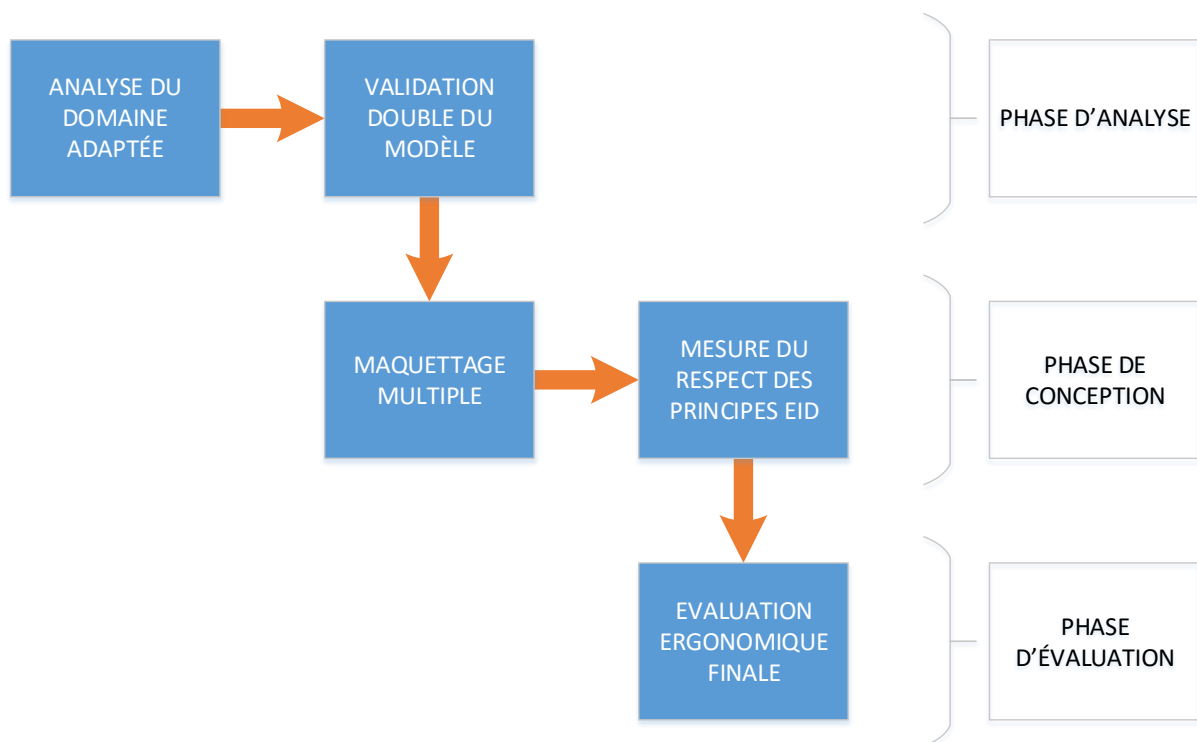 ANALYSE DU
DOMAINE
ADAPTÉE
VALIDATION
DOUBLE DU
MODÈLE
PHASE D’ANALYSE
MAQUETTAGE
MULTIPLE
MESURE DU
RESPECT DES
PRINCIPES EID
PHASE DE
CONCEPTION
EVALUATION
ERGONOMIQUE
FINALE
PHASE
D’ÉVALUATION